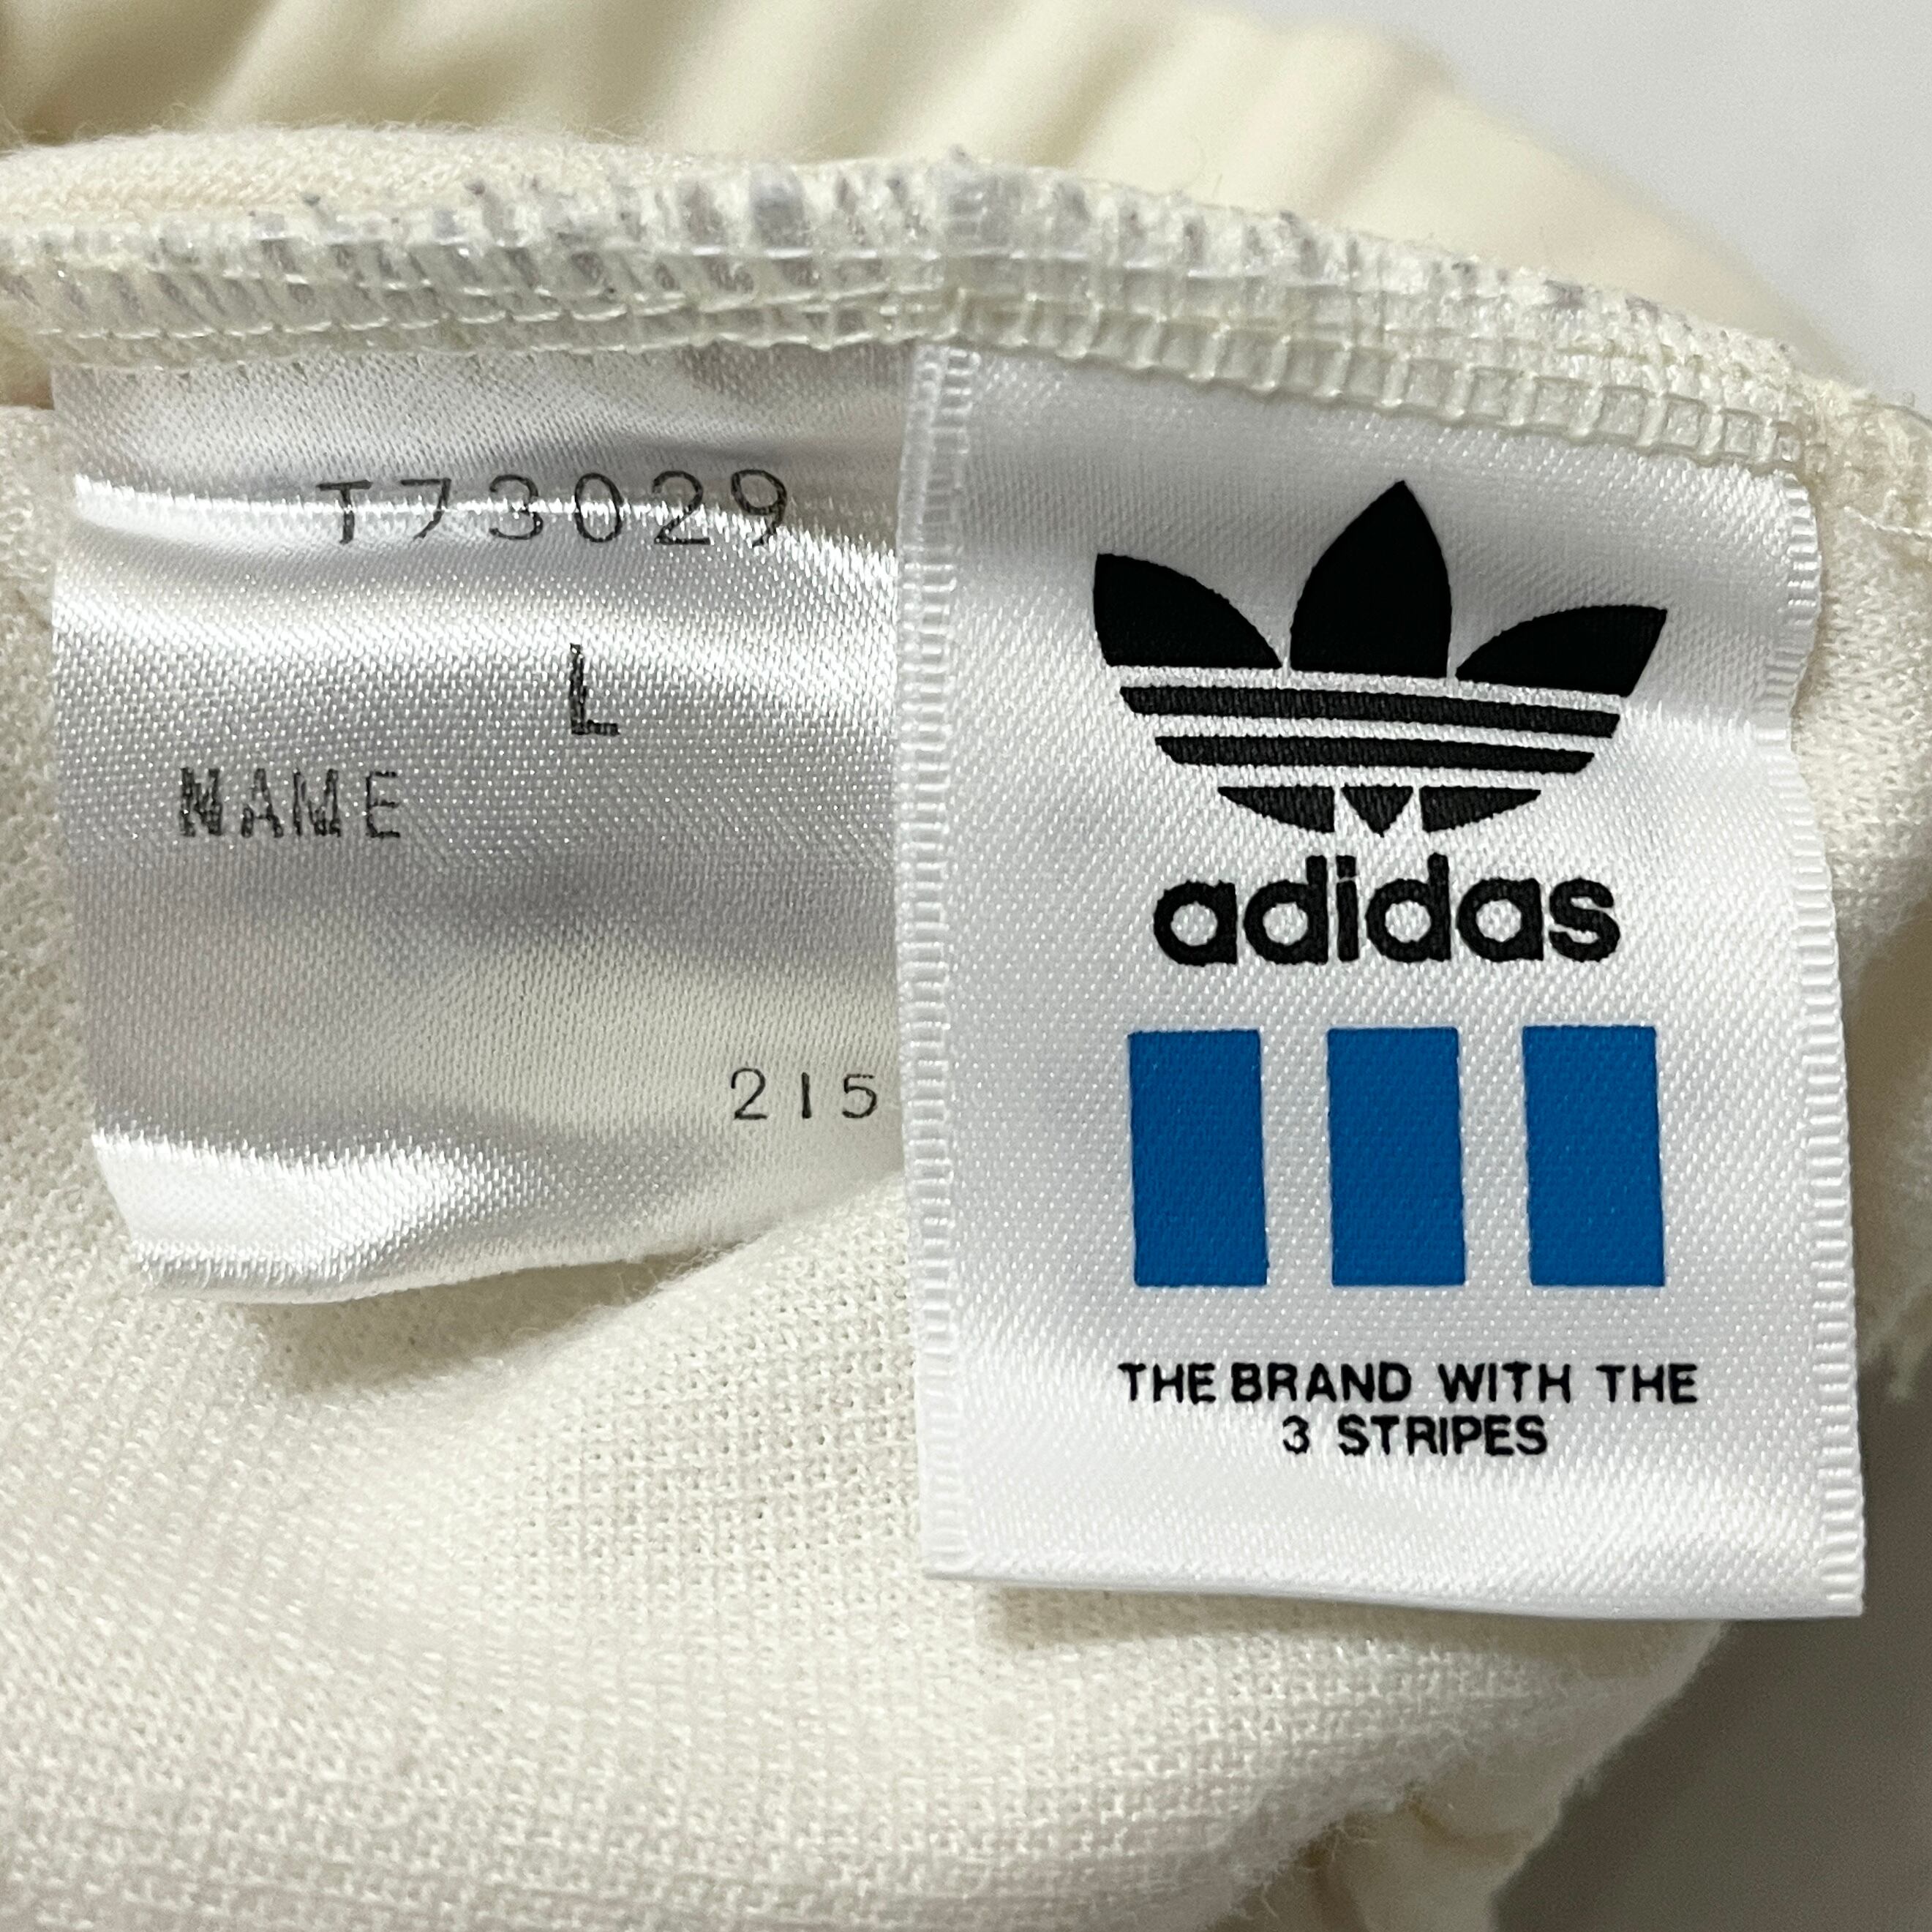 T73029
L
NAME
215
adidas
THE BRAND WITH THE
3 STRIPES